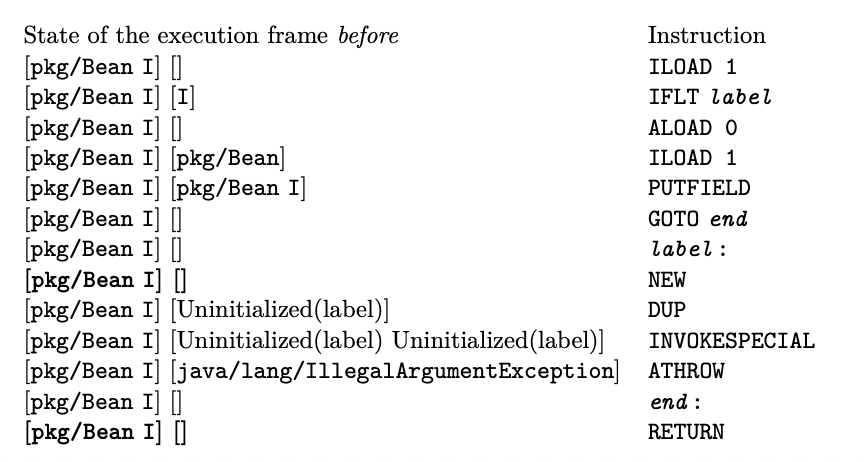 State of the execution frame before Instruction
[pkg/Bean I] [] ILOAD 1
[pkg/Bean I] [I] IFLT label
[pkg/Bean I] [] ALOAD 0
[pkg/Bean I] [pkg/Bean] ILOAD 1
[pkg/Bean I] [pkg/Bean I] PUTFIELD
[pkg/Bean I] [] GOTO end
[pkg/Bean I] [] label:
[pkg/Bean I] [] NEW
[pkg/Bean I] [Uninitialized(label)] DUP
[pkg/Bean I] [Uninitialized(label) Uninitialized(label)] INVOKESPECIAL
[pkg/Bean I] [java/lang/IllegalArgumentException] ATHROW
[pkg/Bean I] [] end:
[pkg/Bean I] [] RETURN